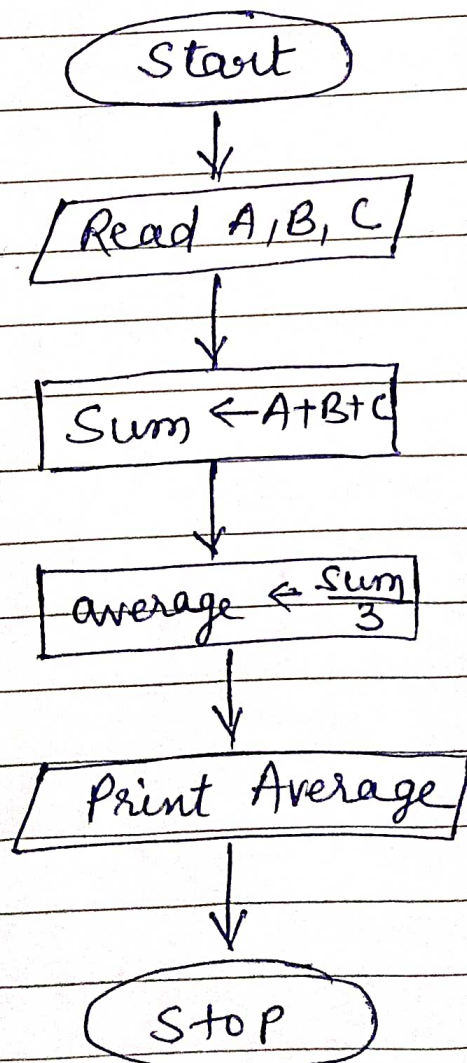 Start
Read A, B, C
Sum ← A+B+C
average ← sum/3
Print Average
Stop